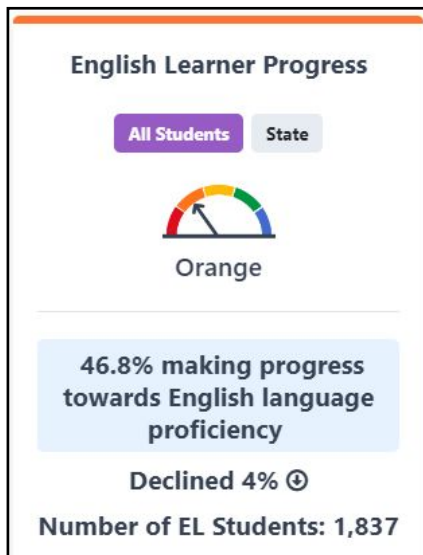 English Learner Progress
All Students State
Orange
46.8% making progress
towards English language
proficiency
Declined 4%
Number of EL Students: 1,837